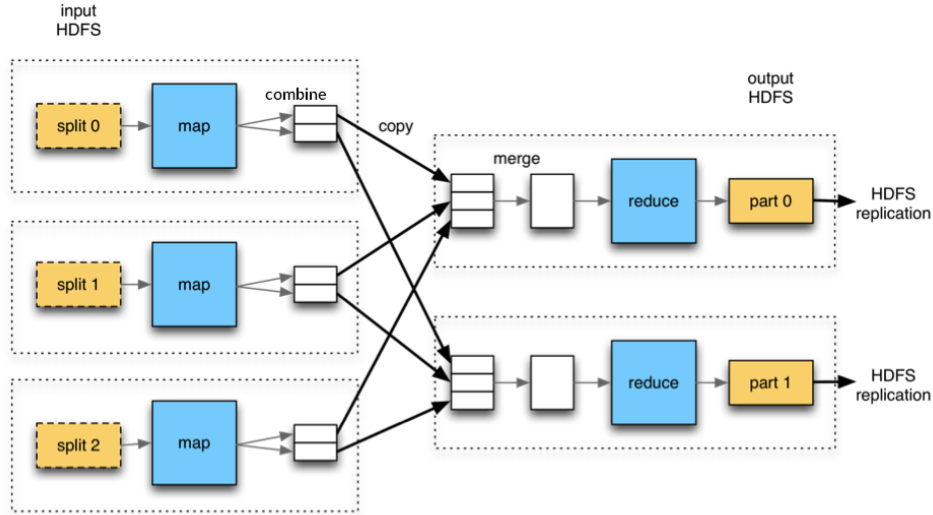 input
HDFS
split 0
map
combine
copy
split 1
map
split 2
map
output
HDFS
merge
reduce
part 0
HDFS
replication
reduce
part 1
HDFS
replication